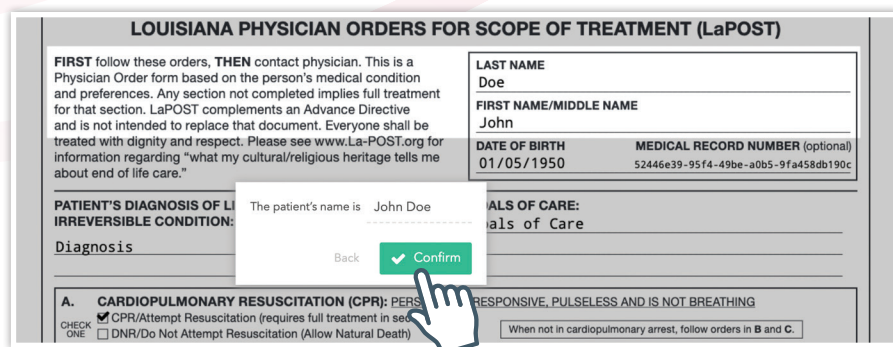 LOUISIANA PHYSICIAN ORDERS FOR SCOPE OF TREATMENT (LaPOST)
FIRST follow these orders, THEN contact physician. This is a
Physician Order form based on the person's medical condition
and preferences. Any section not completed implies full treatment
for that section. LaPOST complements an Advance Directive
and is not intended to replace that document. Everyone shall be
treated with dignity and respect. Please see www.La-POST.org for
information regarding “what my cultural/religious heritage tells me
about end of life care.”
LAST NAME
Doe
FIRST NAME/MIDDLE NAME
John
DATE OF BIRTH MEDICAL RECORD NUMBER (optional)
01/05/1950 52446e39-95f4-49be-a0b5-9fa458db190c
PATIENT'S DIAGNOSIS OF
IRREVERSIBLE CONDITION:
Diagnosis
OF CARE:
of Care
The patient's name is John Doe
Back Confirm
A. CARDIOPULMONARY RESUSCITATION (CPR): RESPONSIVE, PULSELESS AND IS NOT BREATHING
CHECK ONE
CPR/Attempt Resuscitation (requires full treatment in
DNR/Do Not Attempt Resuscitation (Allow Natural Death)
When not in cardiopulmonary arrest, follow orders in B and C.